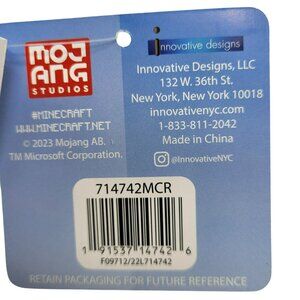 MOJ
ANG
STUDIOS
#MINECRAFT
WWW.MINECRAFT.NET
© 2023 Mojang AB.
TM Microsoft Corporation.
innovative designs
Innovative Designs, LLC
132 W. 36th St.
New York, New York 10018
innovativenyc.com
1-833-811-2042
Made in China
@InnovativeNYC
714742MCR
1 91537 14742 6
F09712/22L714742
RETAIN PACKAGING FOR FUTURE REFERENCE